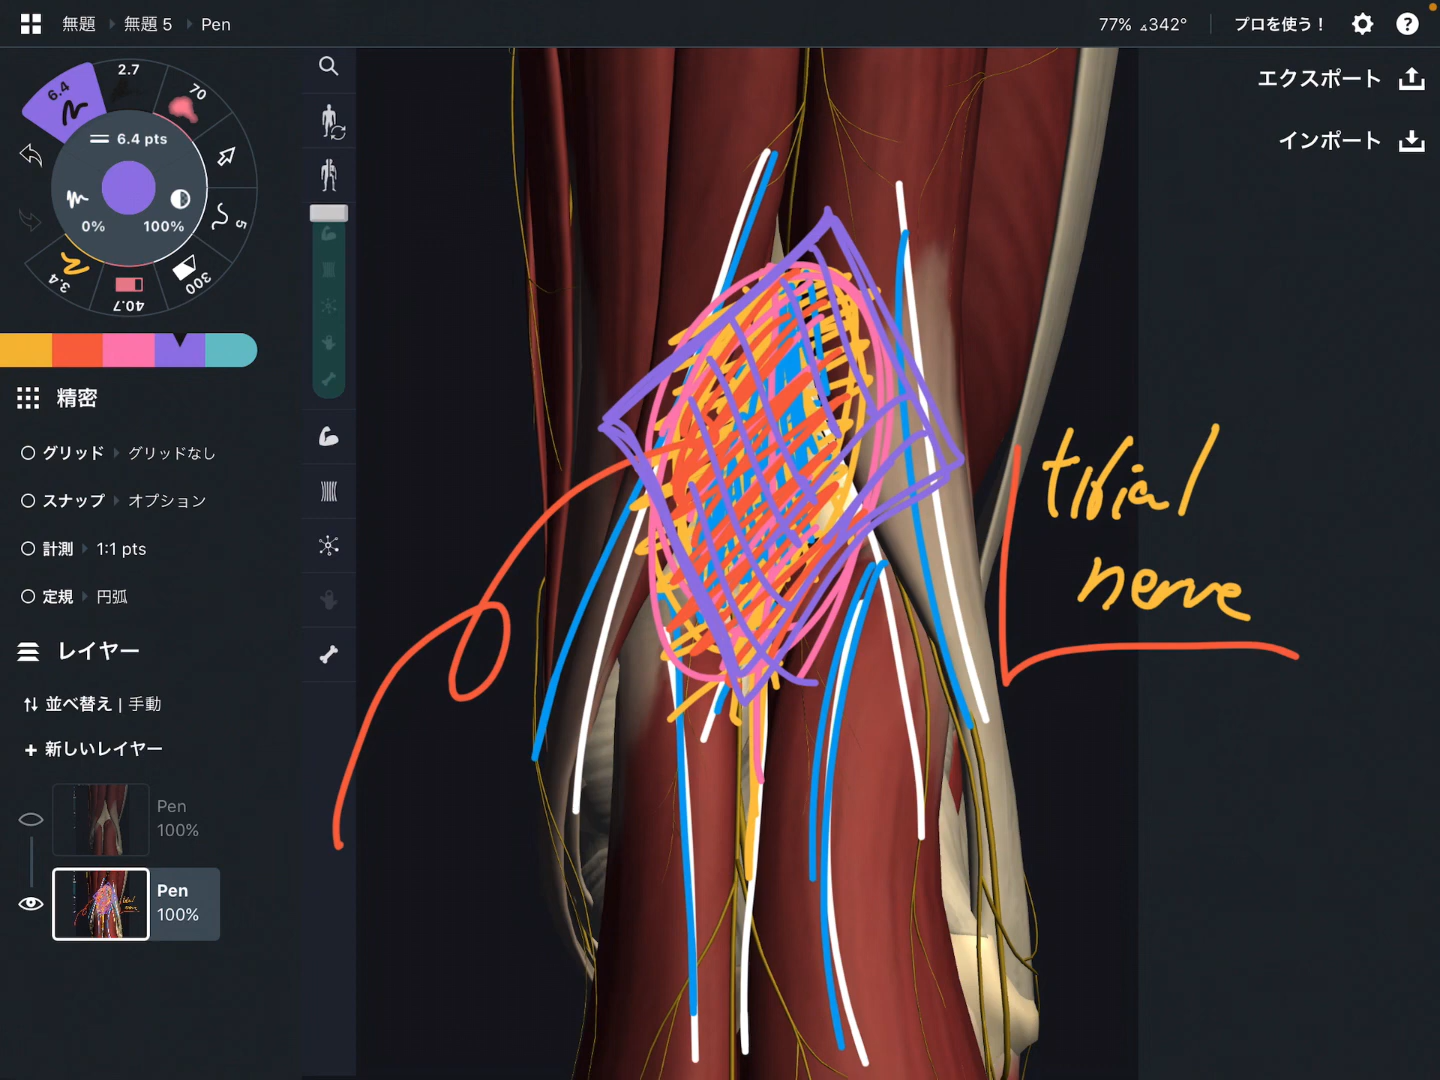 無題 無題 5 Pen
77% ⦟342°
プロを使う！
エクスポート
インポート
6.4
2.7
70
5
300
40.7
3.4
6.4 pts
0%
100%
精密
グリッド グリッドなし
スナップ オプション
計測 1:1 pts
定規 円弧
レイヤー
並べ替え | 手動
+ 新しいレイヤー
Pen
100%
Pen
100%
tibial
nerve